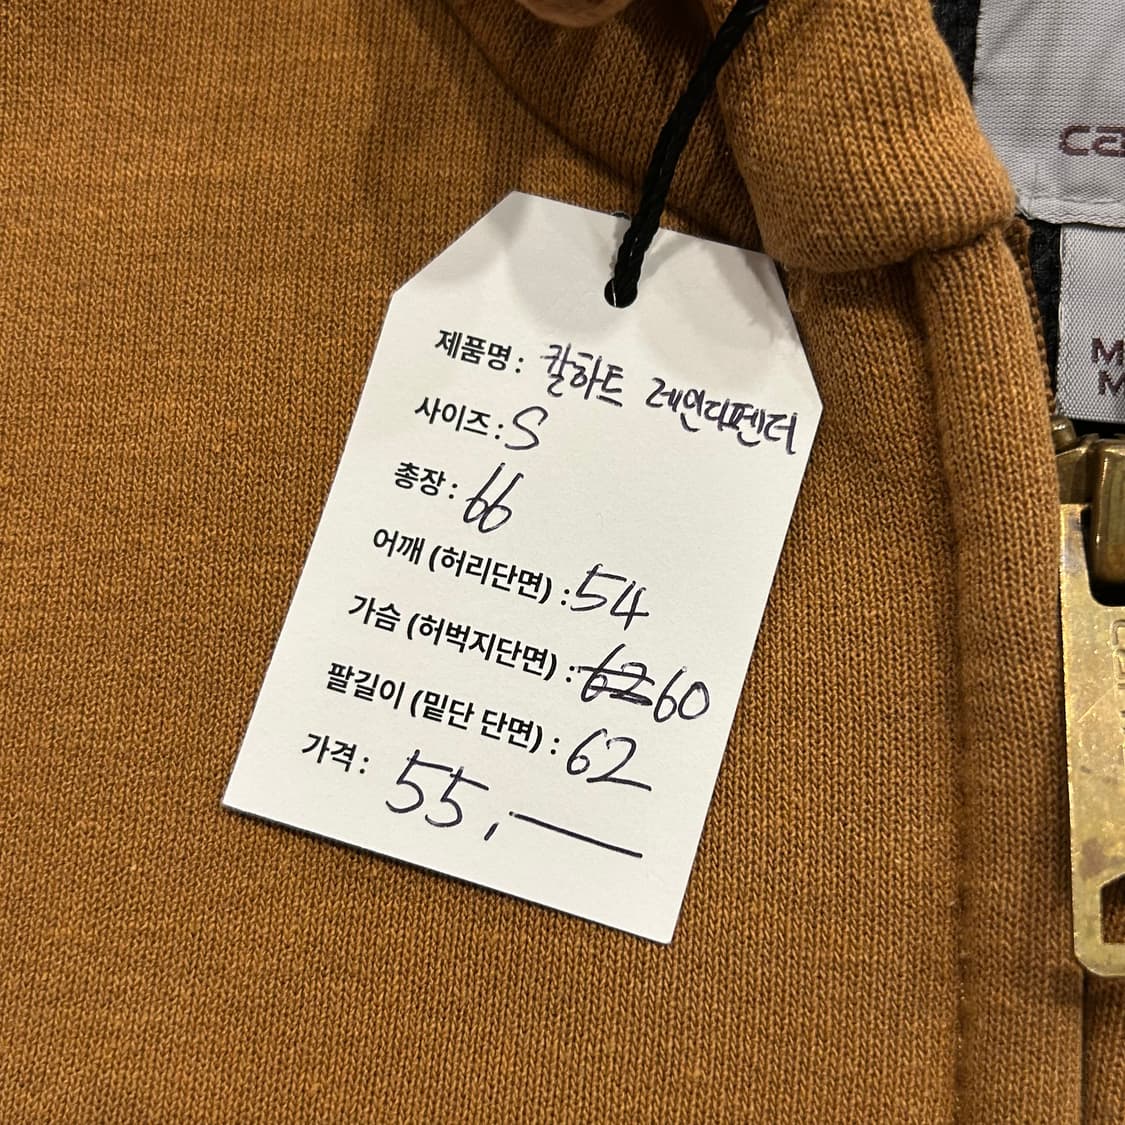 제품명 : 칼하트 레인디펜더
사이즈 : S
총장 : 66
어깨 (허리단면) : 54
가슴 (허벅지단면) : 62 60
팔길이 (밑단 단면) : 62
가격 : 55,—
ca
M
M